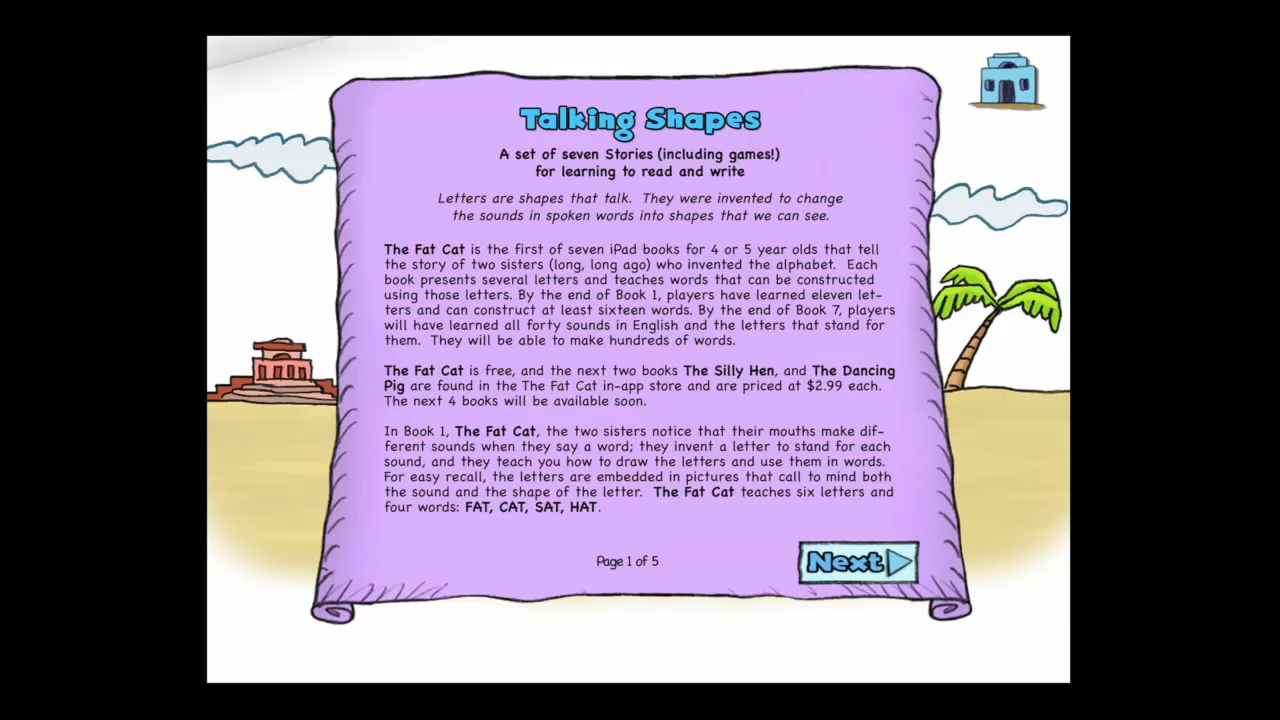 Talking Shapes
A set of seven Stories (including games!)
for learning to read and write
Letters are shapes that talk.  They were invented to change
the sounds in spoken words into shapes that we can see.
The Fat Cat is the first of seven iPad books for 4 or 5 year olds that tell
the story of two sisters (long, long ago) who invented the alphabet.  Each
book presents several letters and teaches words that can be constructed
using those letters. By the end of Book 1, players have learned eleven let-
ters and can construct at least sixteen words. By the end of Book 7, players
will have learned all forty sounds in English and the letters that stand for
them.  They will be able to make hundreds of words.
The Fat Cat is free, and the next two books The Silly Hen, and The Dancing
Pig are found in the The Fat Cat in-app store and are priced at $2.99 each.
The next 4 books will be available soon.
In Book 1, The Fat Cat, the two sisters notice that their mouths make dif-
ferent sounds when they say a word; they invent a letter to stand for each
sound, and they teach you how to draw the letters and use them in words.
For easy recall, the letters are embedded in pictures that call to mind both
the sound and the shape of the letter.  The Fat Cat teaches six letters and
four words: FAT, CAT, SAT, HAT.
Page 1 of 5
Next